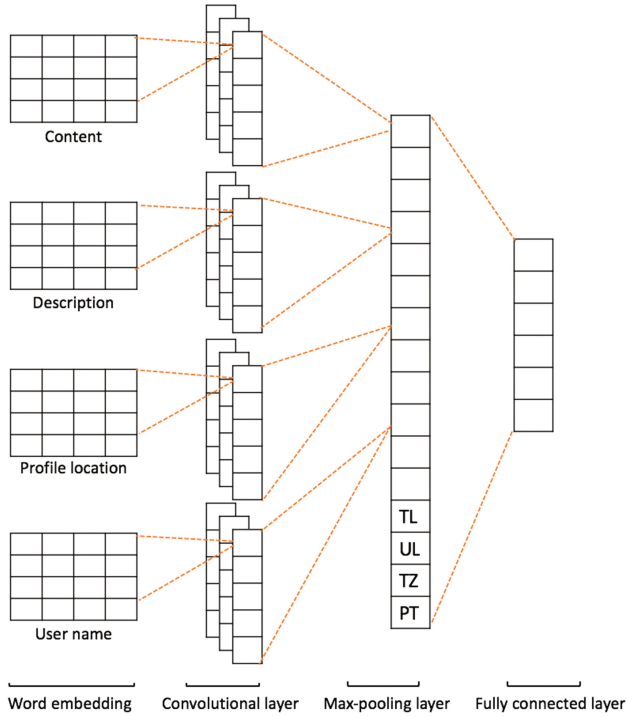 Content
Description
Profile location
User name
TL
UL
TZ
PT
Word embedding
Convolutional layer
Max-pooling layer
Fully connected layer